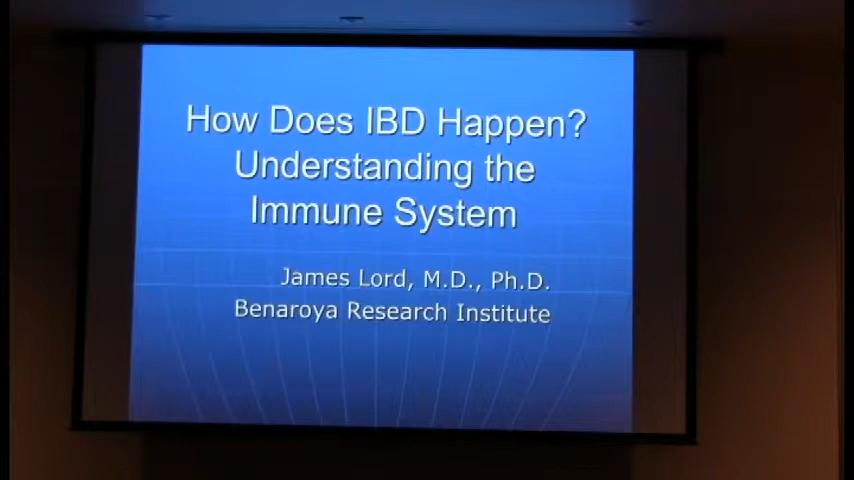 How Does IBD Happen?
Understanding the
Immune System
James Lord, M.D., Ph.D.
Benaroya Research Institute